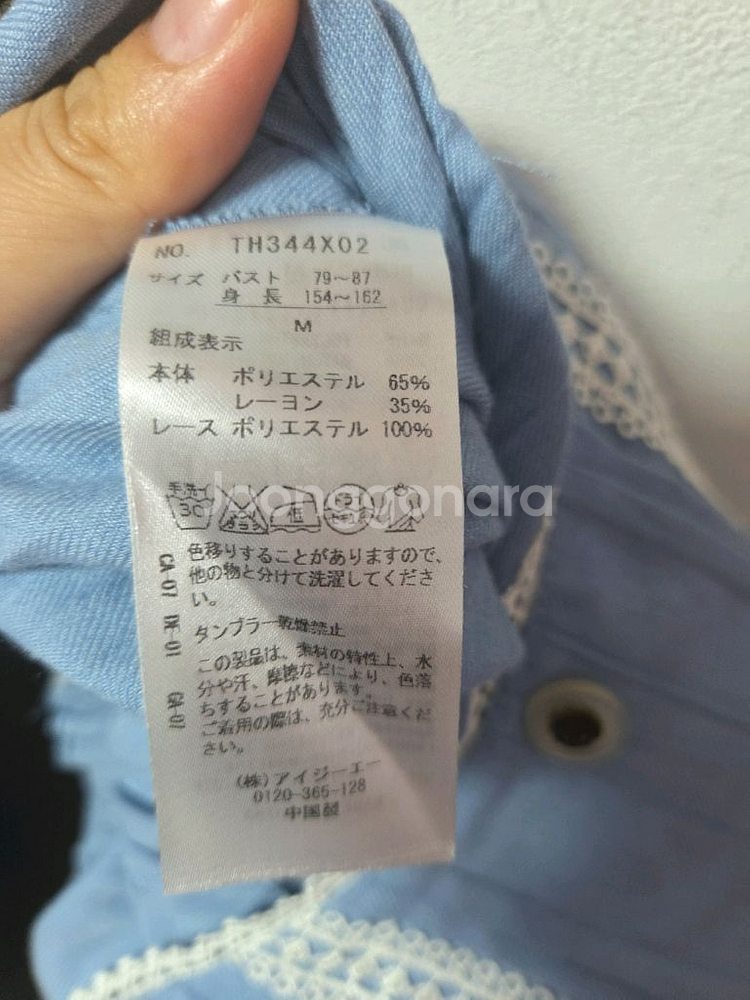 NO. TH344X02
サイズ バスト 79~87
身 長 154~162
M
組成表示
本体 ポリエステル 65%
レーヨン 35%
レース ポリエステル 100%
手洗イ 30 低 ドライ
Joonggonara
色移りすることがありますので、
他の物と分けて洗濯してくださ
い。
CA-07
タンブラー乾燥禁止
この製品は、素材の特性上、水
分や汗、摩擦などにより、色落
ちすることがあります。
ご着用の際は、充分ご注意くだ
さい。
(株)アイジーエー
0120-365-128
中国製